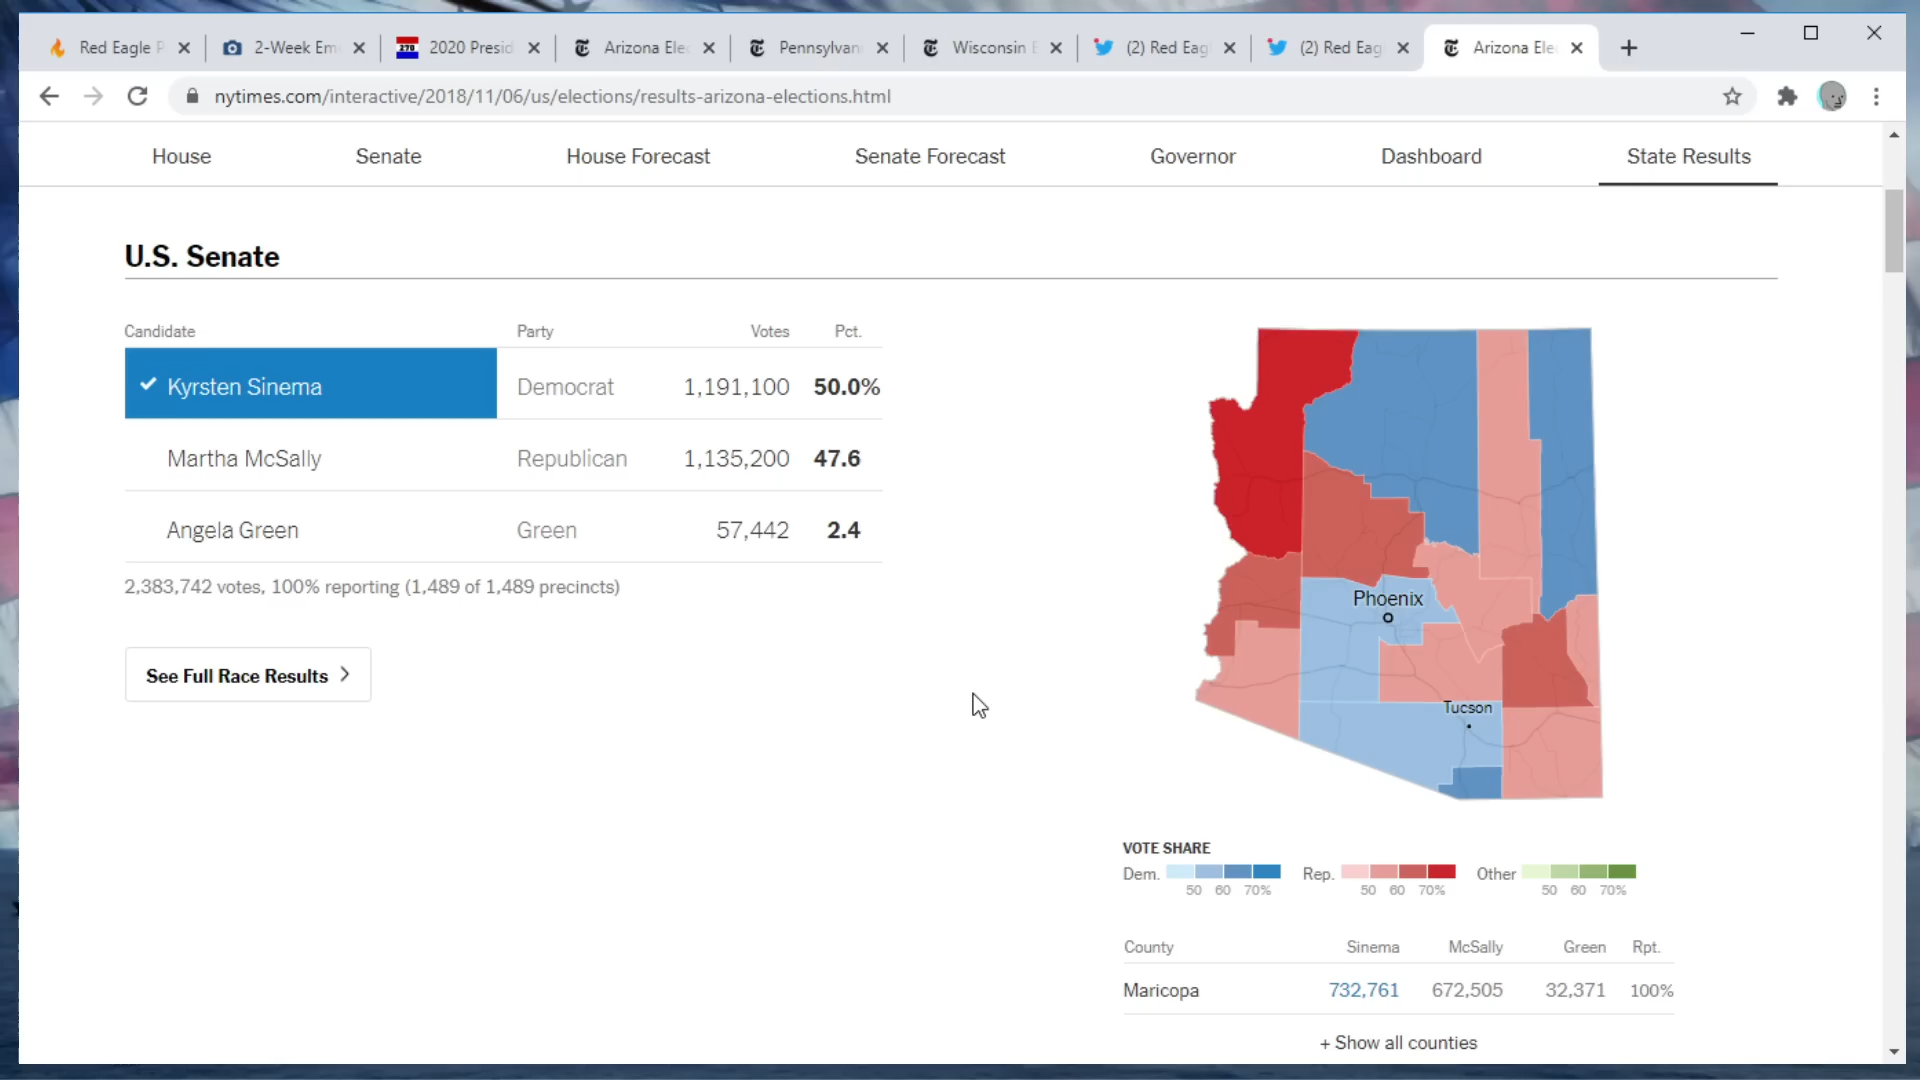 Red Eagle P
2-Week Em
270
2020 Presid
Arizona Ele
Pennsylvan
Wisconsin E
(2) Red Eag
(2) Red Eag
Arizona Ele
nytimes.com/interactive/2018/11/06/us/elections/results-arizona-elections.html
House Senate House Forecast Senate Forecast Governor Dashboard State Results
U.S. Senate
Candidate Party Votes Pct.
Kyrsten Sinema Democrat 1,191,100 50.0%
Martha McSally Republican 1,135,200 47.6
Angela Green Green 57,442 2.4
2,383,742 votes, 100% reporting (1,489 of 1,489 precincts)
See Full Race Results
Phoenix
Tucson
VOTE SHARE
Dem. Rep. Other
50 60 70% 50 60 70% 50 60 70%
County Sinema McSally Green Rpt.
Maricopa 732,761 672,505 32,371 100%
+ Show all counties